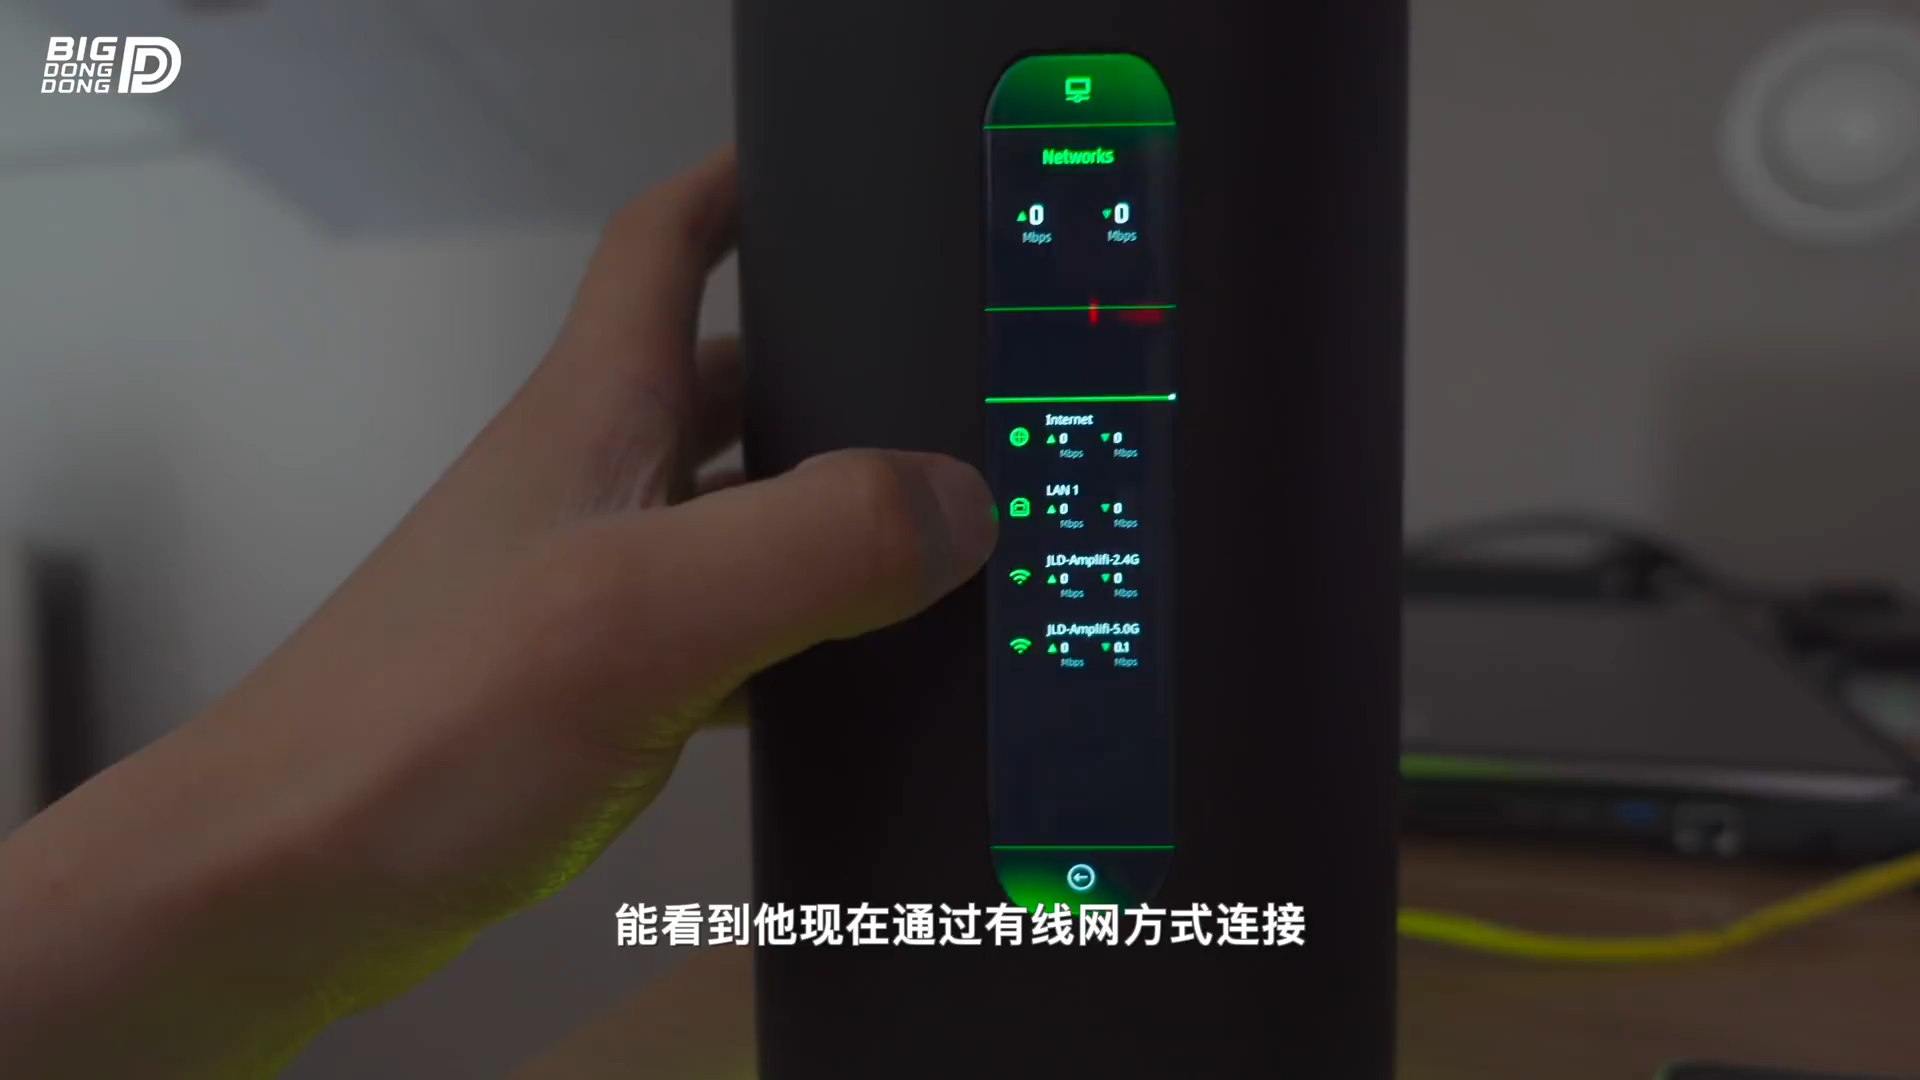 BIG
DONG
DONG
Networks
0 0
Mbps Mbps
Internet
0 0
Mbps Mbps
LAN 1
0 0
Mbps Mbps
JLD-Amplifi-2.4G
0 0
Mbps Mbps
JLD-Amplifi-5.0G
0 0.1
Mbps Mbps
能看到他现在通过有线网方式连接